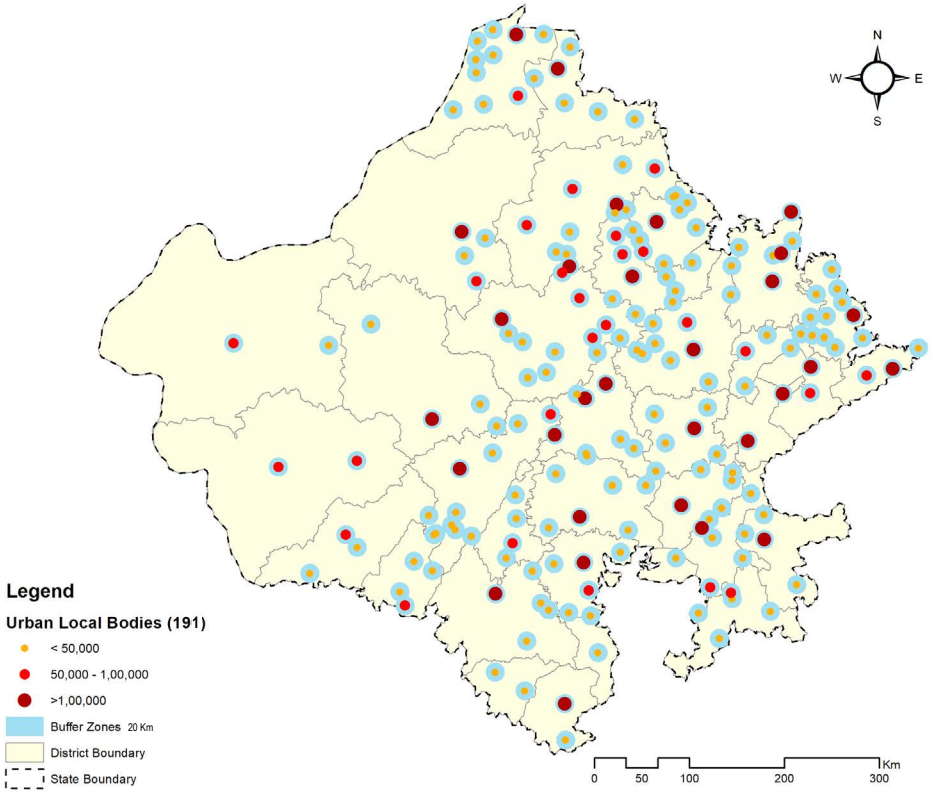 N
W E
S
Legend
Urban Local Bodies (191)
< 50,000
50,000 - 1,00,000
>1,00,000
Buffer Zones 20 Km
District Boundary
State Boundary
Km
0 50 100 200 300